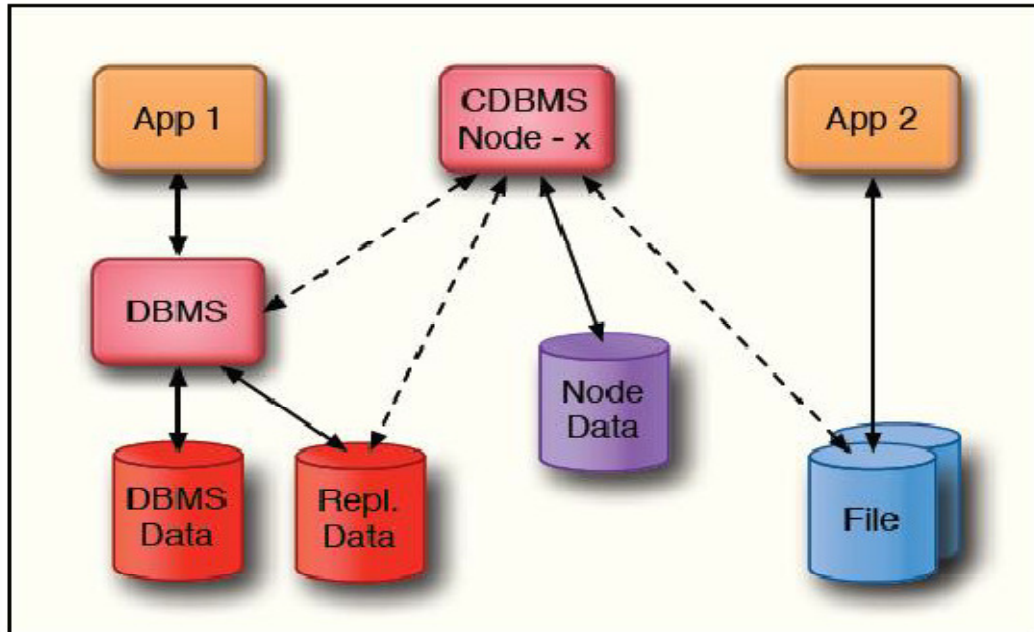 App 1
CDBMS
Node - x
App 2
DBMS
Node
Data
DBMS
Data
Repl.
Data
File